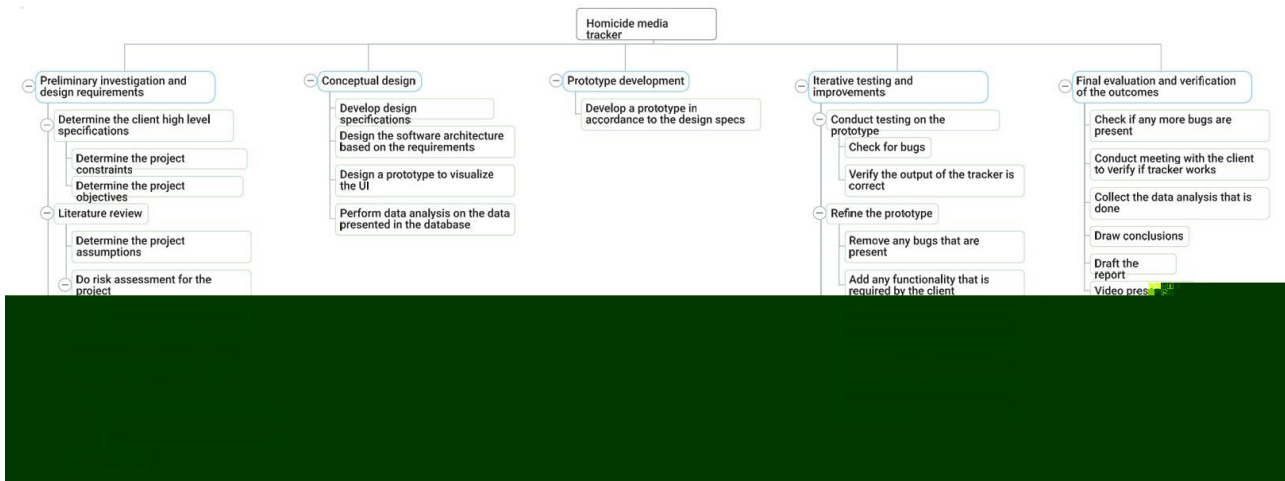 Homicide media
tracker
Preliminary investigation and
design requirements
Determine the client high level
specifications
Determine the project
constraints
Determine the project
objectives
Literature review
Determine the project
assumptions
Do risk assessment for the
project
Conceptual design
Develop design
specifications
Design the software architecture
based on the requirements
Design a prototype to visualize
the UI
Perform data analysis on the data
presented in the database
Prototype development
Develop a prototype in
accordance to the design specs
Iterative testing and
improvements
Conduct testing on the
prototype
Check for bugs
Verify the output of the tracker is
correct
Refine the prototype
Remove any bugs that are
present
Add any functionality that is
required by the client
Final evaluation and verification
of the outcomes
Check if any more bugs are
present
Conduct meeting with the client
to verify if tracker works
Collect the data analysis that is
done
Draw conclusions
Draft the
report
Video